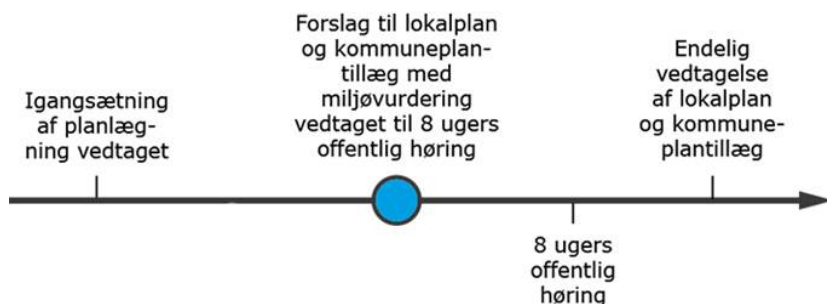 Igangsætning
af planlæg-
ning vedtaget
Forslag til lokalplan
og kommuneplan-
tillæg med
miljøvurdering
vedtaget til 8 ugers
offentlig høring
8 ugers
offentlig
høring
Endelig
vedtagelse
af lokalplan
og kommune-
plantillæg